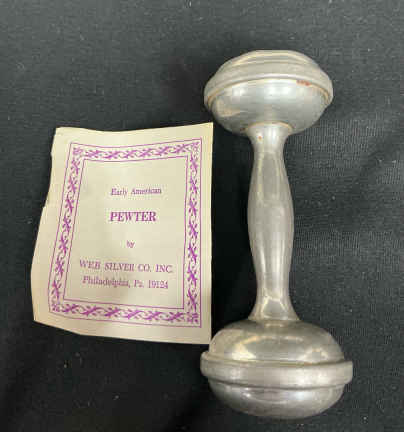 Early American
PEWTER
by
WEB SILVER CO. INC.
Philadelphia, Pa. 19124